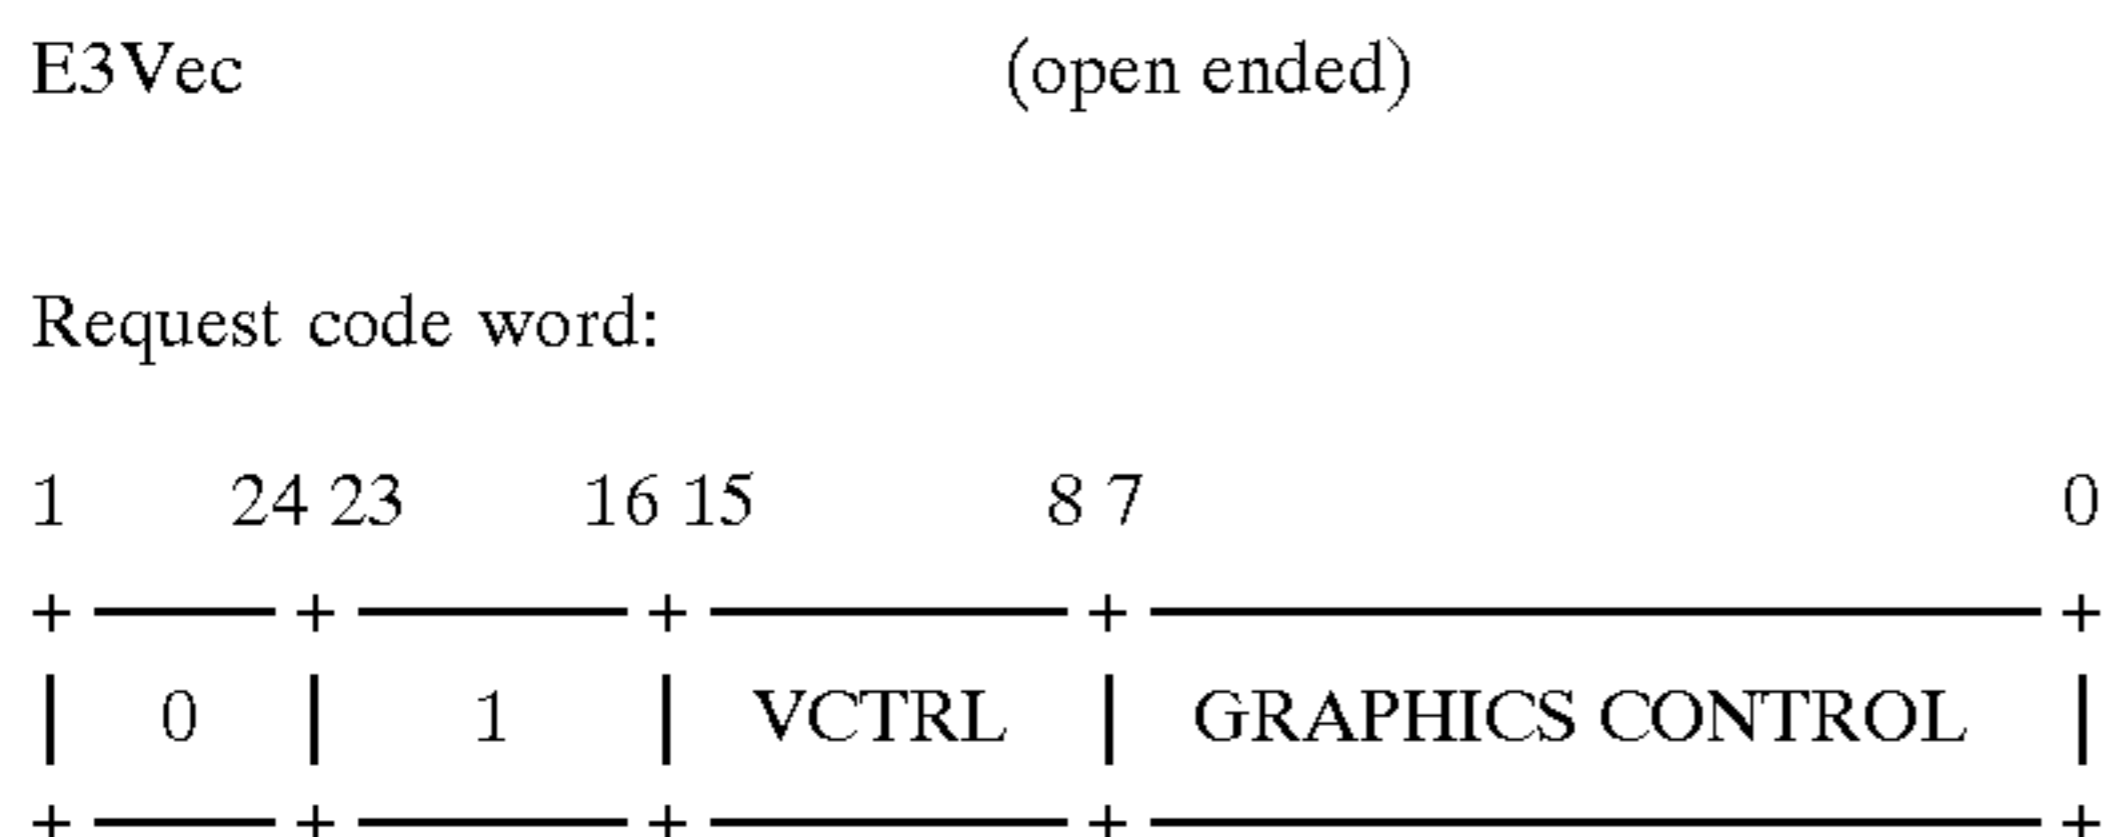 E3Vec (open ended)
Request code word:
1 24 23 16 15 8 7 0
+ ——— + ——— + ——— + ——— +
| 0 | 1 | VCTRL | GRAPHICS CONTROL |
+ ——— + ——— + ——— + ——— +